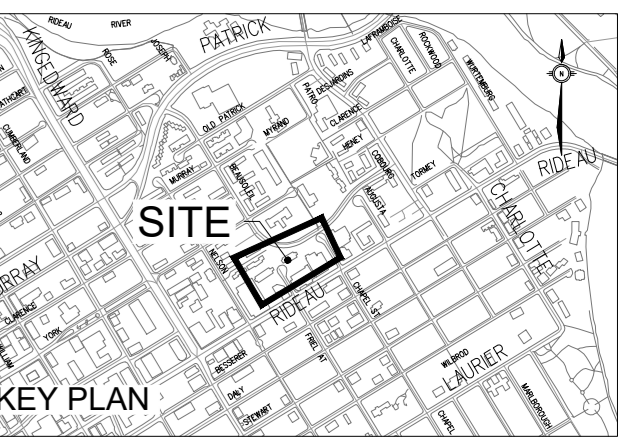 RIDEAU RIVER
PATRICK
KING EDWARD
ROSE
JOSEPH
LAFRAMBOISE
CHARLOTTE
ROCKWOOD
WURTEMBURG
DESJARDINS
PATRO
CLARENCE
OLD PATRICK
MYRAND
HENEY
COBOURG
TORMEY
RIDEAU
N
CUMBERLAND
MURRAY
BEAUSOLEIL
AUGUSTA
CHARLOTTE
SITE
NELSON
RIDEAU
CHAPEL ST
CLARENCE
YORK
FRIEL AT
BESSERER
WILBROD
LAURIER
DALY
STEWART
CHAPEL
MARLBOROUGH
KEY PLAN